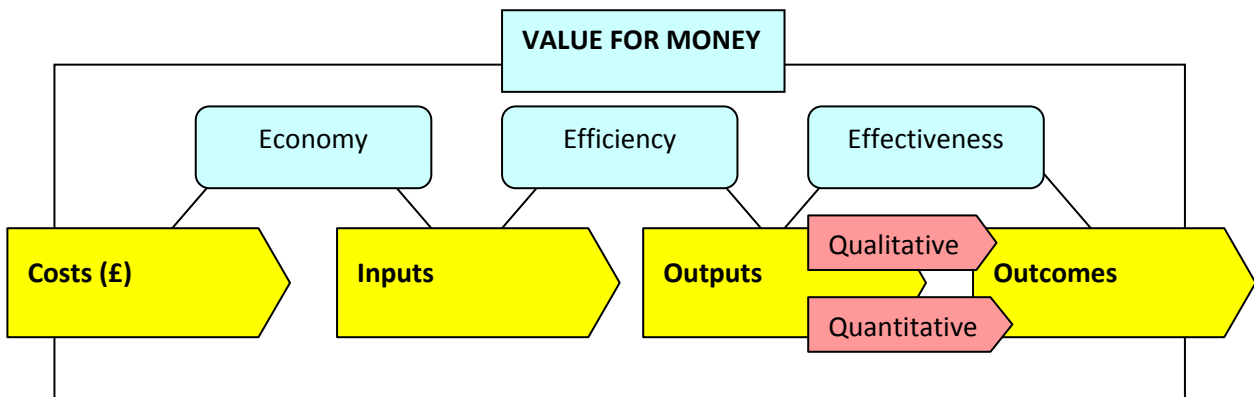 VALUE FOR MONEY
Economy
Efficiency
Effectiveness
Costs (£)
Inputs
Outputs
Qualitative
Quantitative
Outcomes